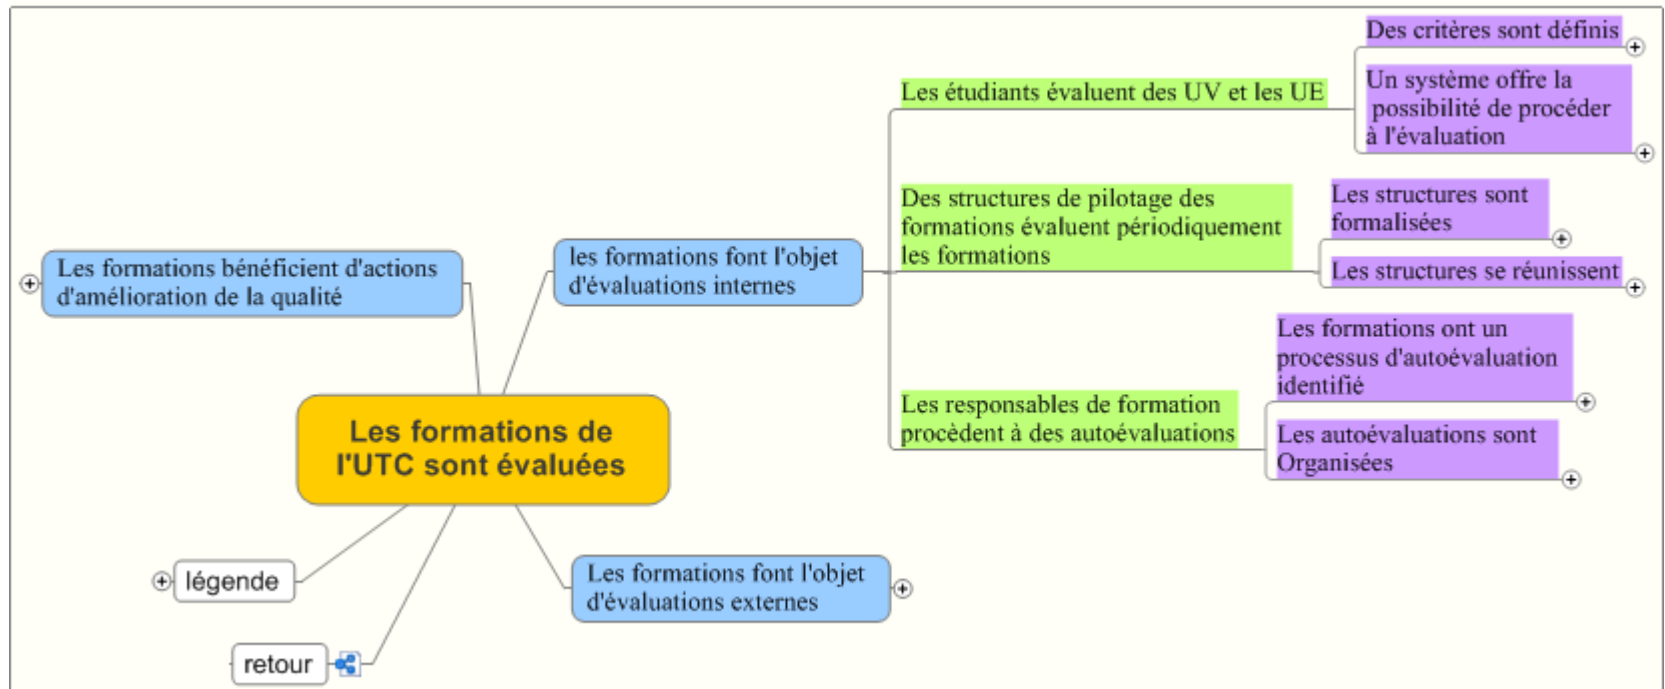 Des critères sont définis
Les étudiants évaluent des UV et les UE
Un système offre la
possibilité de procéder
à l'évaluation
Des structures de pilotage des
formations évaluent périodiquement
les formations
Les structures sont
formalisées
Les structures se réunissent
Les formations bénéficient d'actions
d'amélioration de la qualité
les formations font l'objet
d'évaluations internes
Les formations ont un
processus d'autoévaluation
identifié
Les responsables de formation
procèdent à des autoévaluations
Les autoévaluations sont
Organisées
Les formations de
l'UTC sont évaluées
légende
Les formations font l'objet
d'évaluations externes
retour